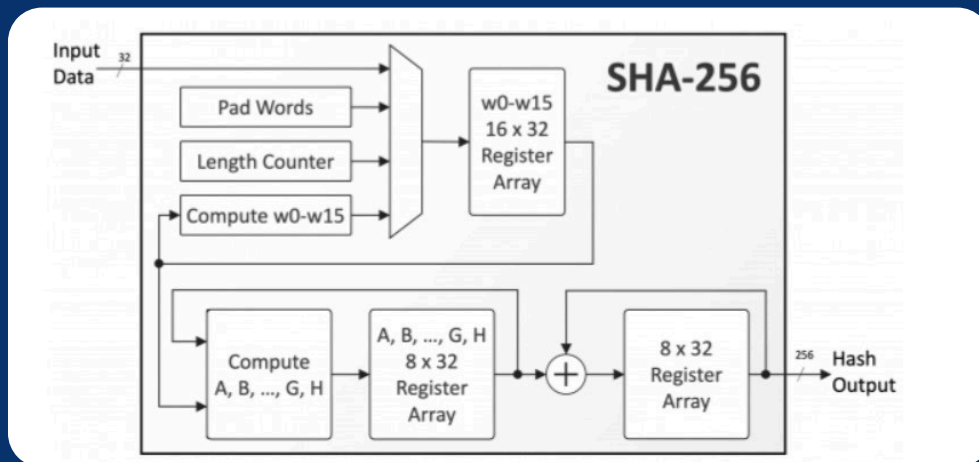 Input
Data
32
SHA-256
Pad Words
Length Counter
Compute w0-w15
w0-w15
16 x 32
Register
Array
Compute
A, B, ..., G, H
A, B, ..., G, H
8 x 32
Register
Array
+
8 x 32
Register
Array
256
Hash
Output